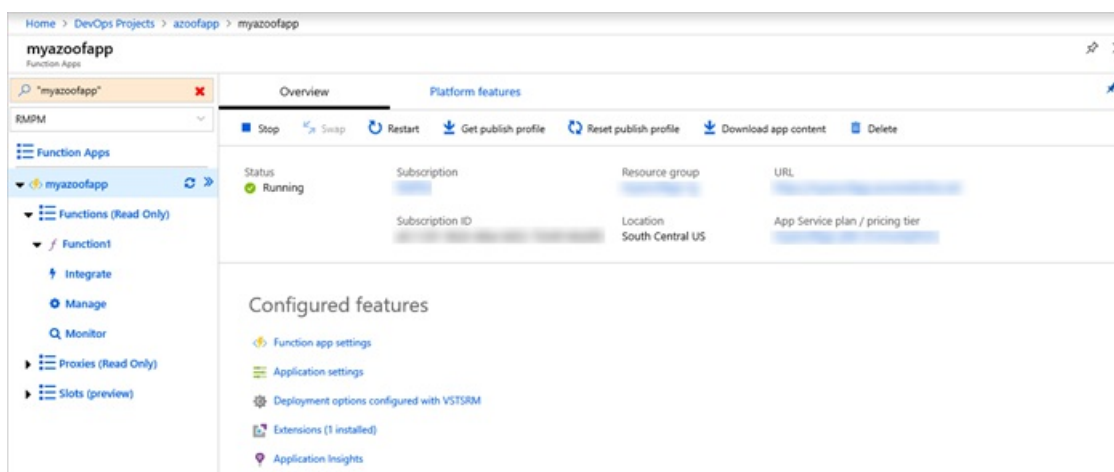 Home > DevOps Projects > azoofapp > myazoofapp
myazoofapp
Function Apps
"myazoofapp"
RMPM
Function Apps
myazoofapp
Functions (Read Only)
Function1
Integrate
Manage
Monitor
Proxies (Read Only)
Slots (preview)
Overview Platform features
Stop Swap Restart Get publish profile Reset publish profile Download app content Delete
Status Subscription Resource group URL
Running
Subscription ID Location App Service plan / pricing tier
South Central US
Configured features
Function app settings
Application settings
Deployment options configured with VSTSRM
Extensions (1 installed)
Application Insights